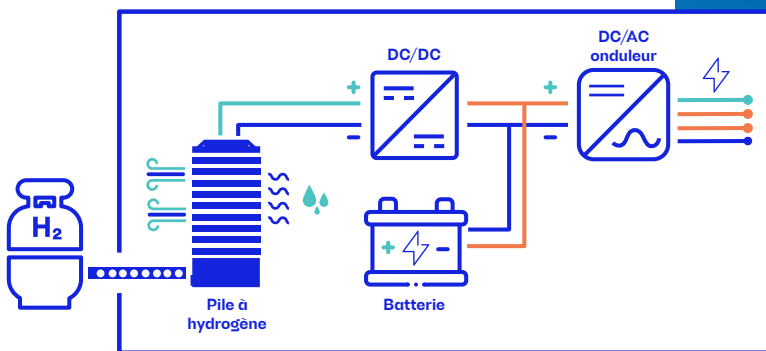 DC/DC
DC/AC
onduleur
+
−
+
−
H₂
+ −
Pile à
hydrogène
Batterie